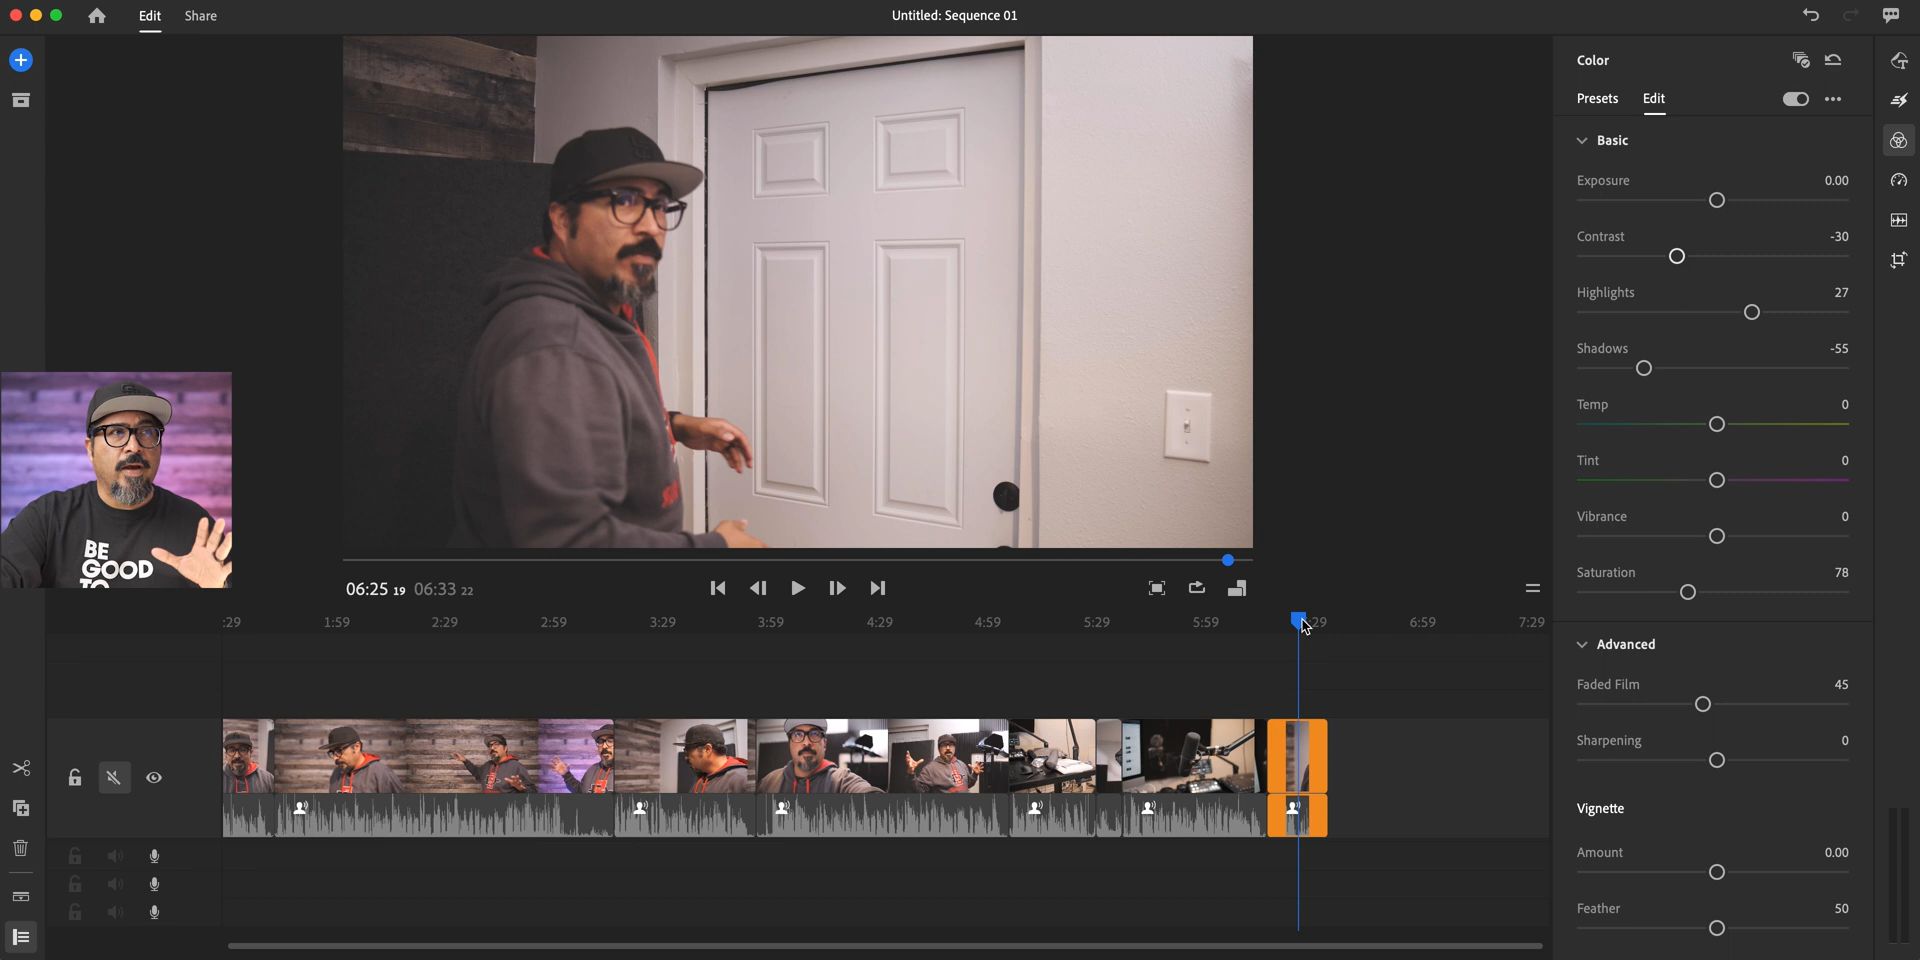 Edit
Share
Untitled: Sequence 01
Color
Presets
Edit
Basic
Exposure
0.00
Contrast
-30
Highlights
27
Shadows
-55
Temp
0
Tint
0
Vibrance
0
Saturation
78
Advanced
Faded Film
45
Sharpening
0
Vignette
Amount
0.00
Feather
50
BE
GOOD
TO
06:25 19 06:33 22
:29 1:59 2:29 2:59 3:29 3:59 4:29 4:59 5:29 5:59 :29 6:59 7:29